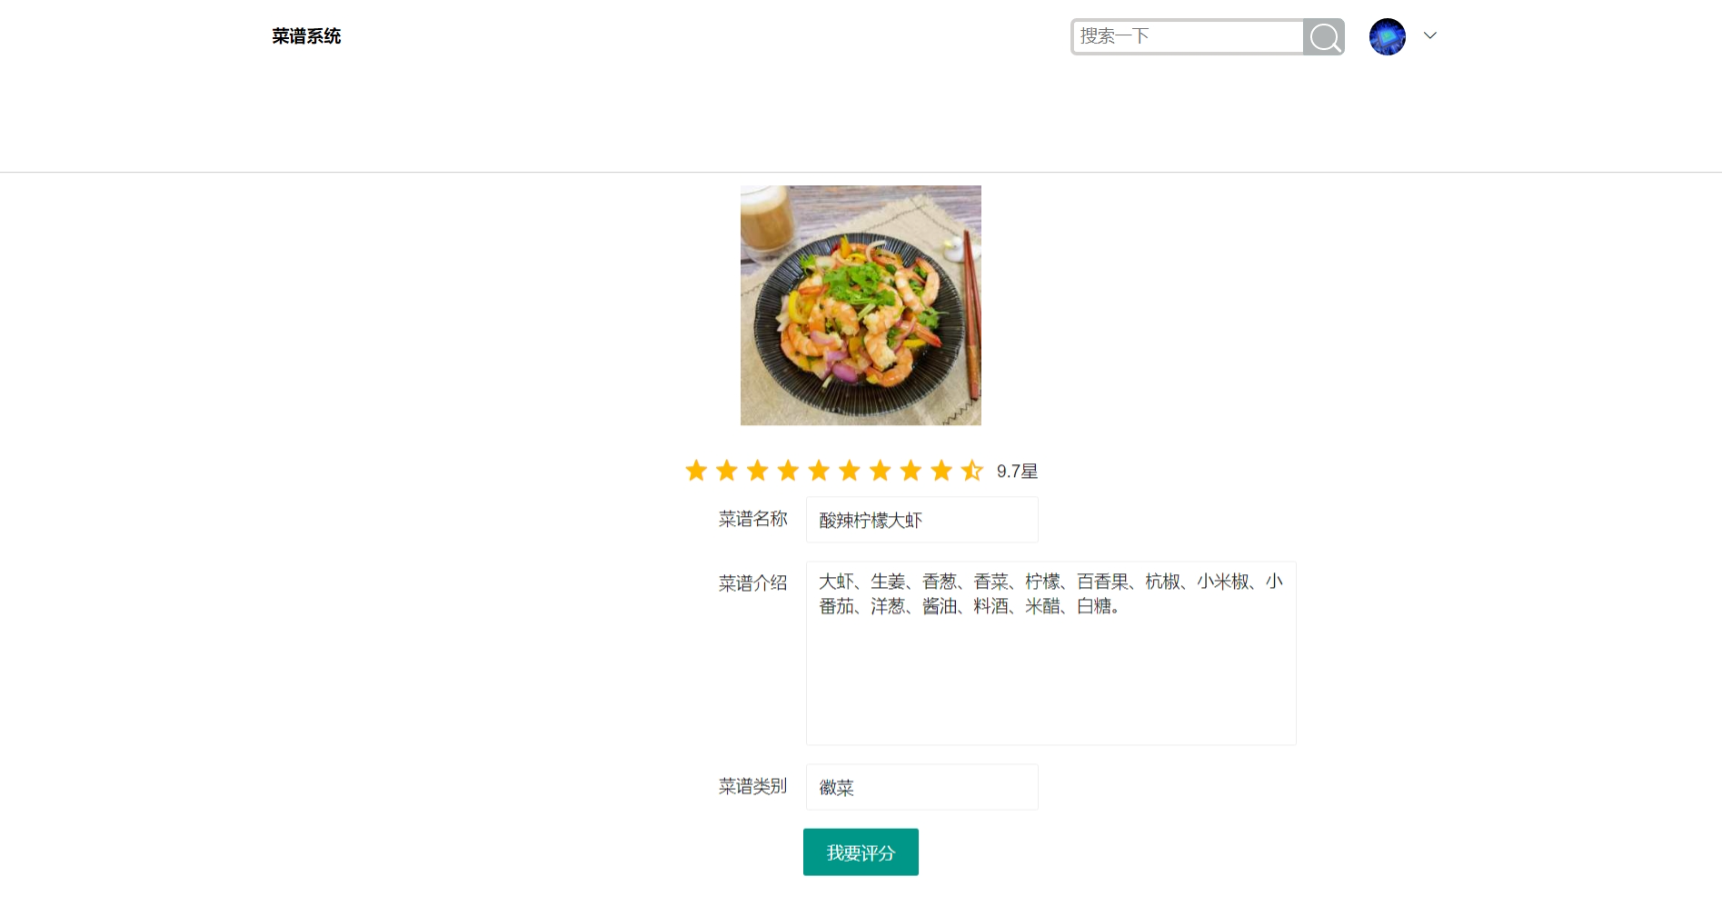 菜谱系统
搜索一下
9.7星
菜谱名称
酸辣柠檬大虾
菜谱介绍
大虾、生姜、香葱、香菜、柠檬、百香果、杭椒、小米椒、小
番茄、洋葱、酱油、料酒、米醋、白糖。
菜谱类别
徽菜
我要评分